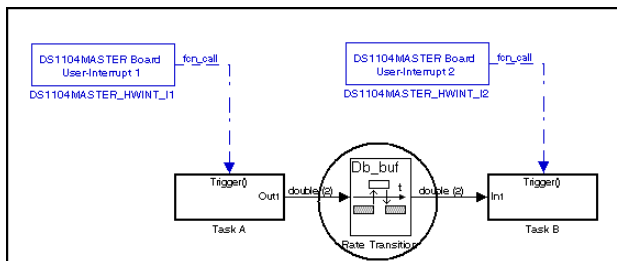 DS1104MASTER Board
User-Interrupt 1
fcn_call
DS1104MASTER_HWINT_I1
DS1104MASTER Board
User-Interrupt 2
fcn_call
DS1104MASTER_HWINT_I2
Trigger()
Out1
Task A
double (2)
Db_buf
t
Rate Transition
double (2)
Trigger()
In1
Task B